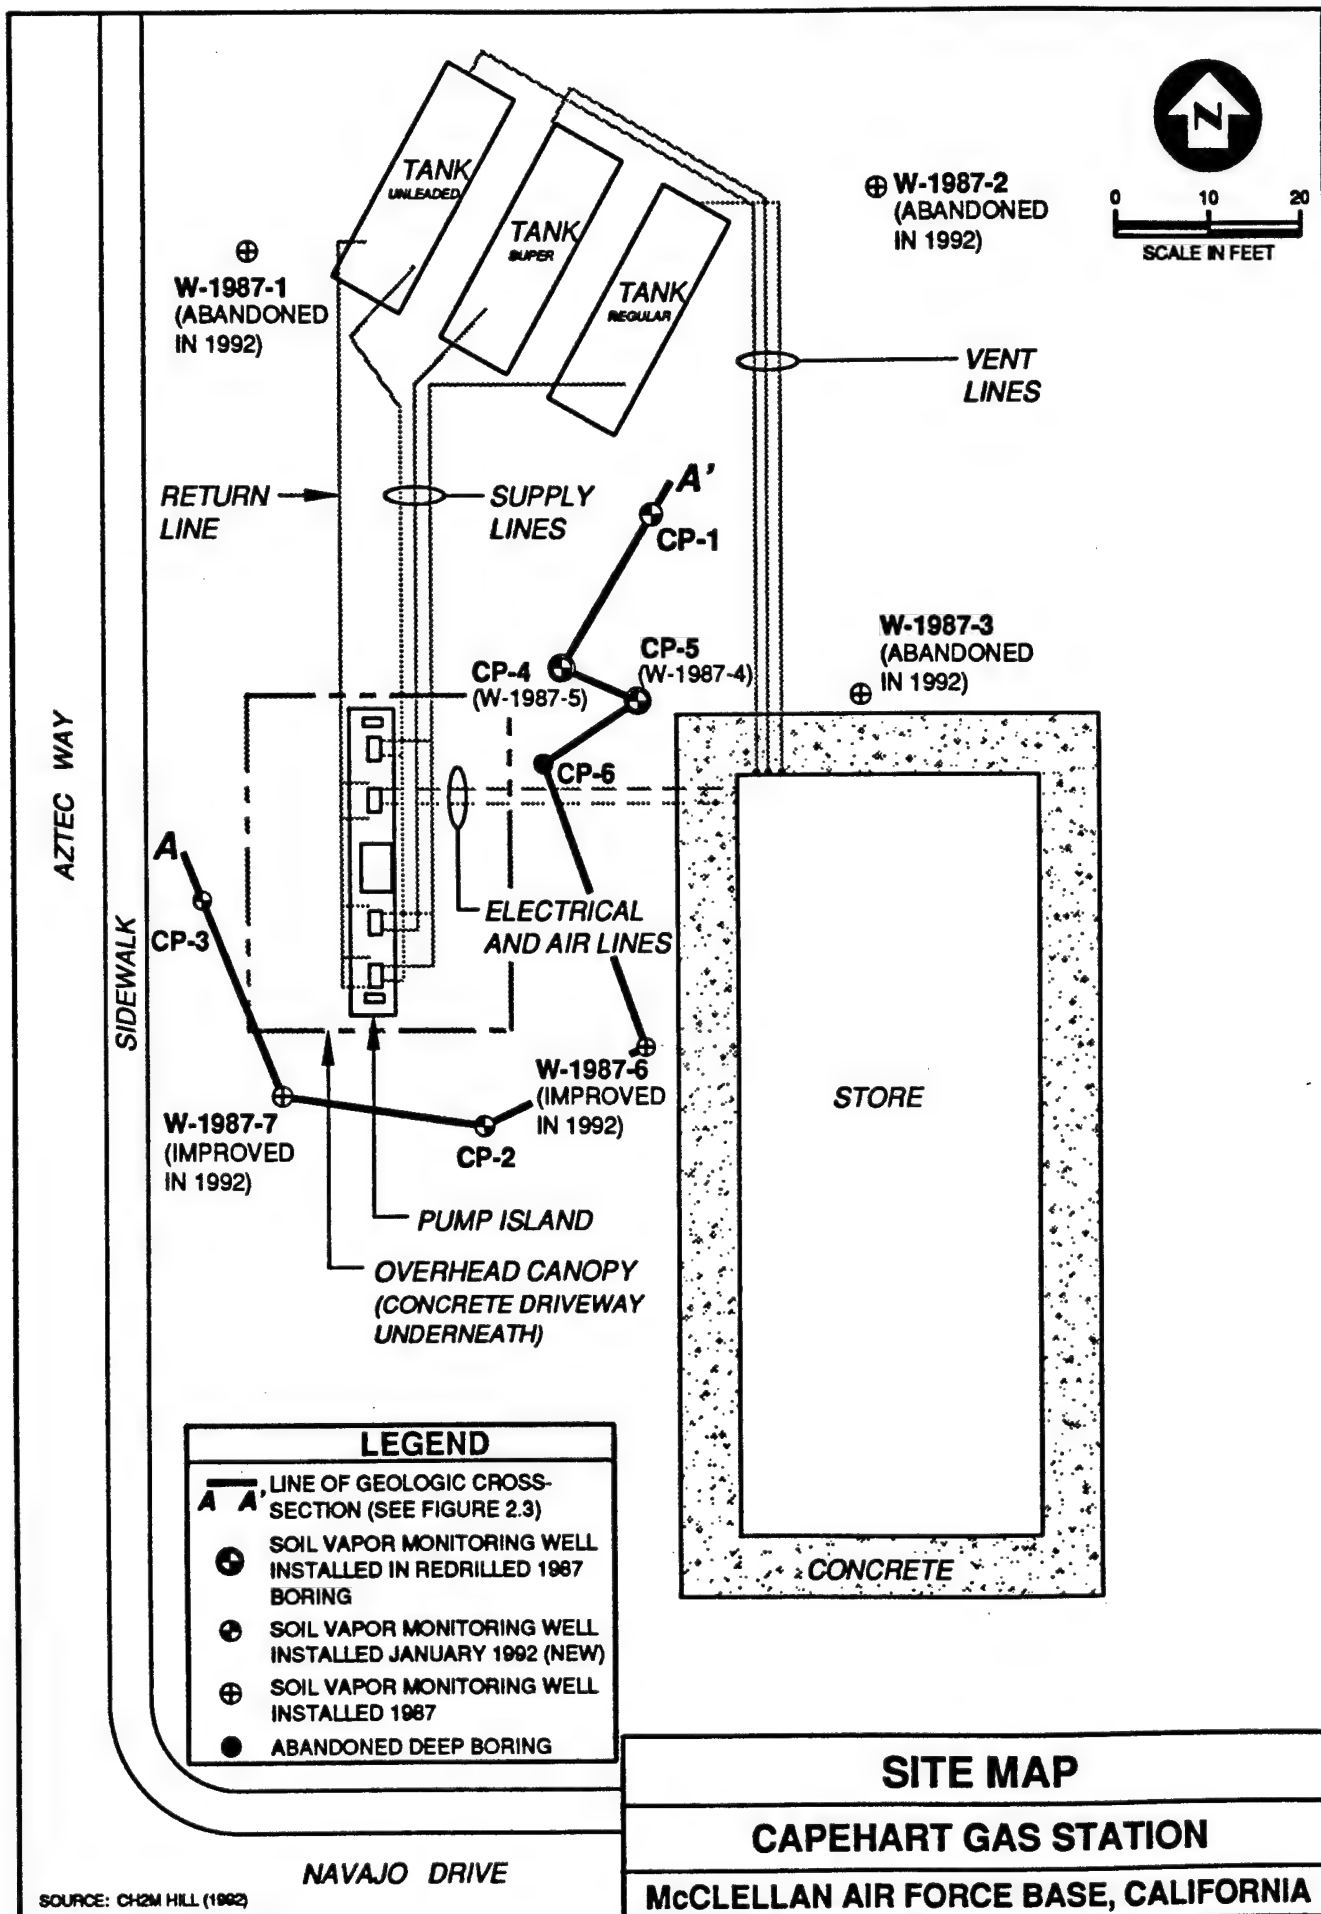 N
0 10 20
SCALE IN FEET
TANK
UNLEADED
TANK
SUPER
TANK
REGULAR
W-1987-2
(ABANDONED
IN 1992)
W-1987-1
(ABANDONED
IN 1992)
VENT
LINES
RETURN
LINE
SUPPLY
LINES
A'
CP-1
W-1987-3
(ABANDONED
IN 1992)
CP-5
(W-1987-4)
CP-4
(W-1987-5)
CP-6
AZTEC WAY
SIDEWALK
A
CP-3
ELECTRICAL
AND AIR LINES
W-1987-6
(IMPROVED
IN 1992)
W-1987-7
(IMPROVED
IN 1992)
CP-2
STORE
PUMP ISLAND
OVERHEAD CANOPY
(CONCRETE DRIVEWAY
UNDERNEATH)
CONCRETE
LEGEND
A A' LINE OF GEOLOGIC CROSS-
SECTION (SEE FIGURE 2.3)
SOIL VAPOR MONITORING WELL
INSTALLED IN REDRILLED 1987
BORING
SOIL VAPOR MONITORING WELL
INSTALLED JANUARY 1992 (NEW)
SOIL VAPOR MONITORING WELL
INSTALLED 1987
ABANDONED DEEP BORING
NAVAJO DRIVE
SOURCE: CH2M HILL (1992)
SITE MAP
CAPEHART GAS STATION
McCLELLAN AIR FORCE BASE, CALIFORNIA